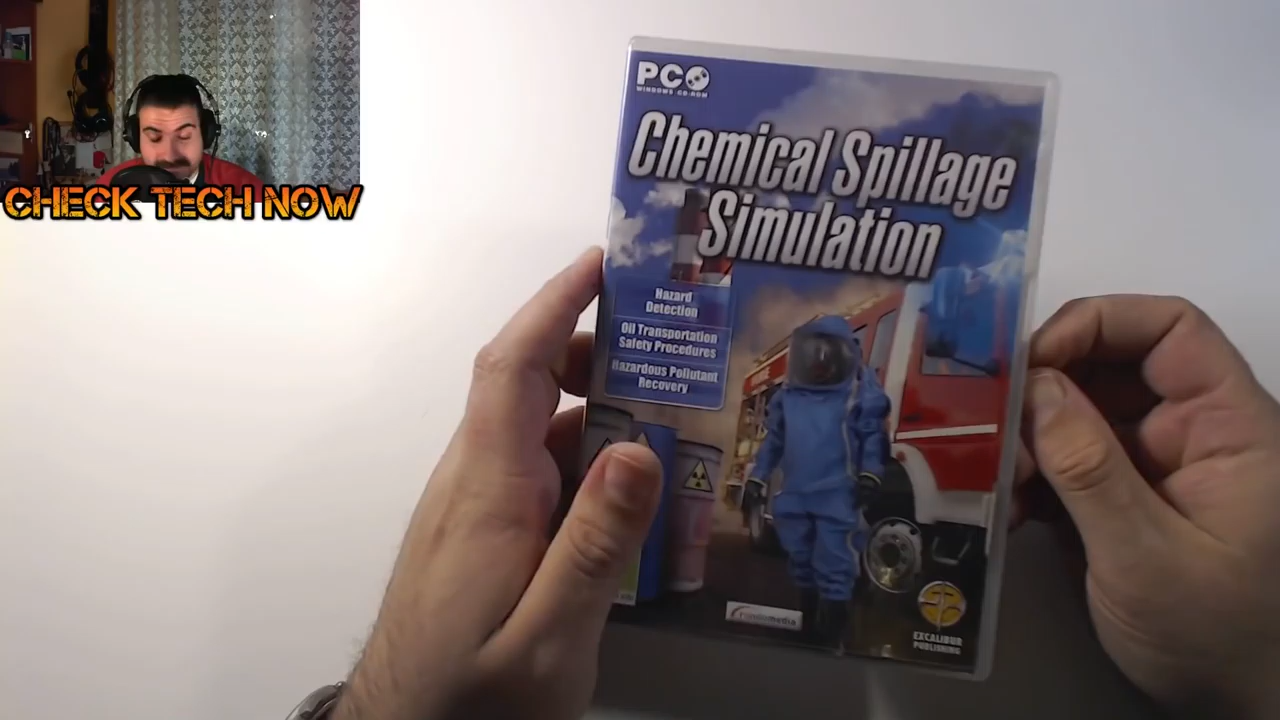 CHECK TECH NOW
PC
WINDOWS CD-ROM
Chemical Spillage
Simulation
Hazard
Detection
Oil Transportation
Safety Procedures
Hazardous Pollutant
Recovery
rondomedia
EXCALIBUR
PUBLISHING